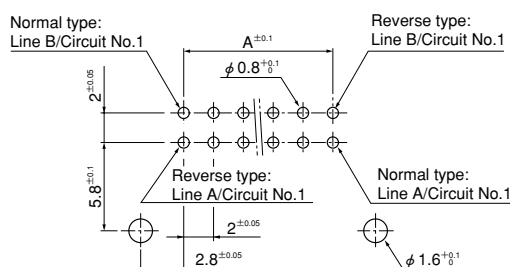 Normal type:
Line B/Circuit No.1
Reverse type:
Line B/Circuit No.1
A±0.1
φ0.8+0.1 0
2±0.05
5.8±0.1
Reverse type:
Line A/Circuit No.1
Normal type:
Line A/Circuit No.1
2±0.05
2.8±0.05
φ1.6+0.1 0